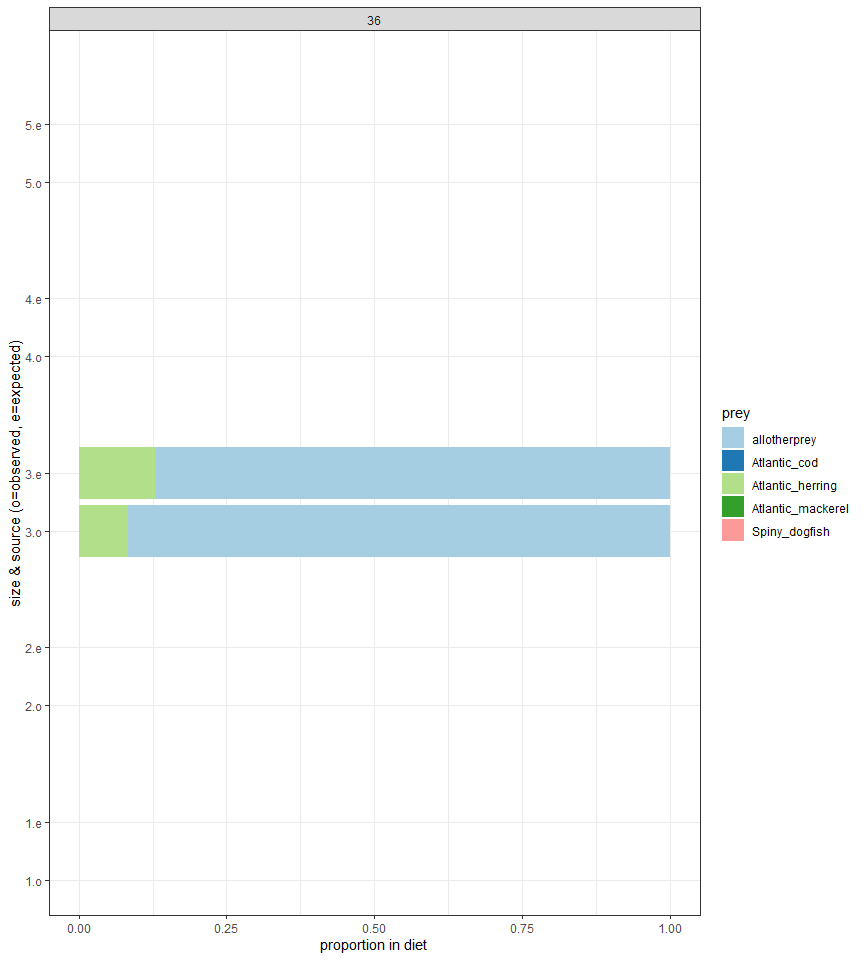 36
5.e
5.o
4.e
4.o
3.e
3.o
2.e
2.o
1.e
1.o
size & source (o=observed, e=expected)
0.00
0.25
0.50
0.75
1.00
proportion in diet
prey
allotherprey
Atlantic_cod
Atlantic_herring
Atlantic_mackerel
Spiny_dogfish